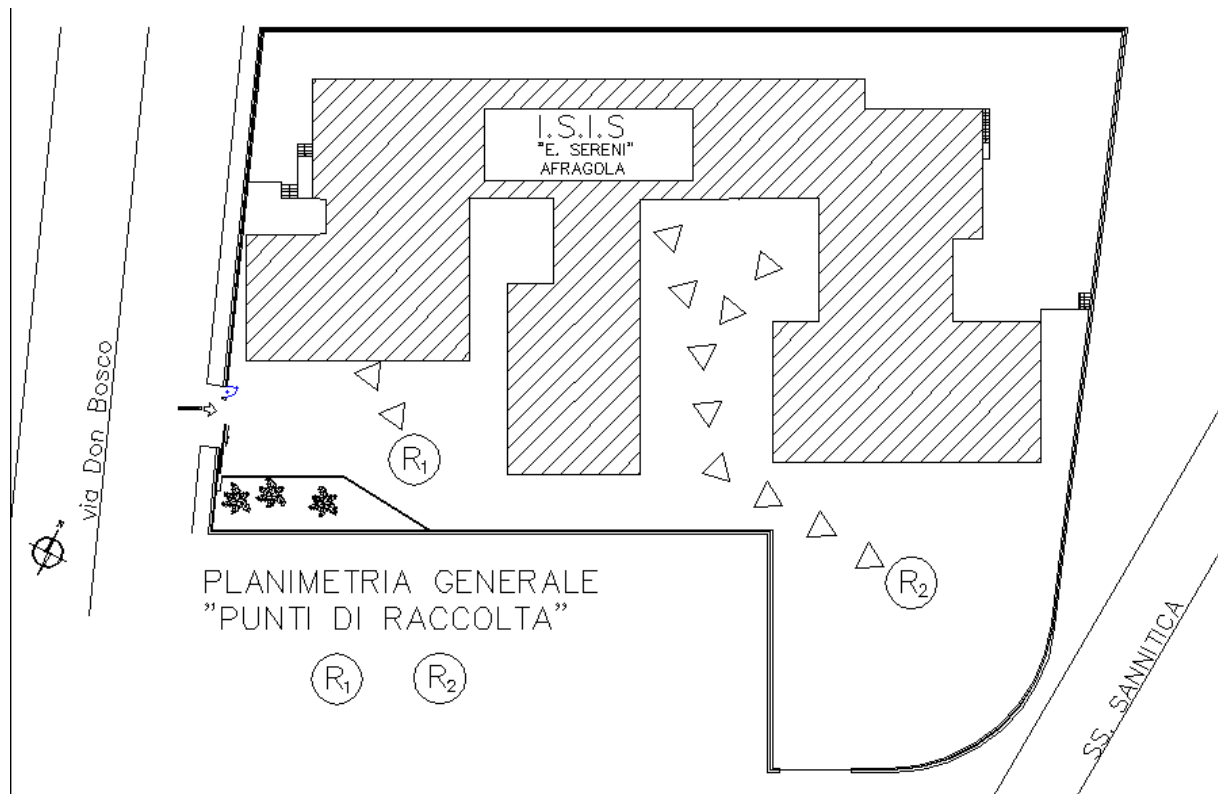 I.S.I.S
"E. SERENI"
AFRAGOLA
via Don Bosco
R1
R2
PLANIMETRIA GENERALE
"PUNTI DI RACCOLTA"
R1 R2
SS. SANNITICA